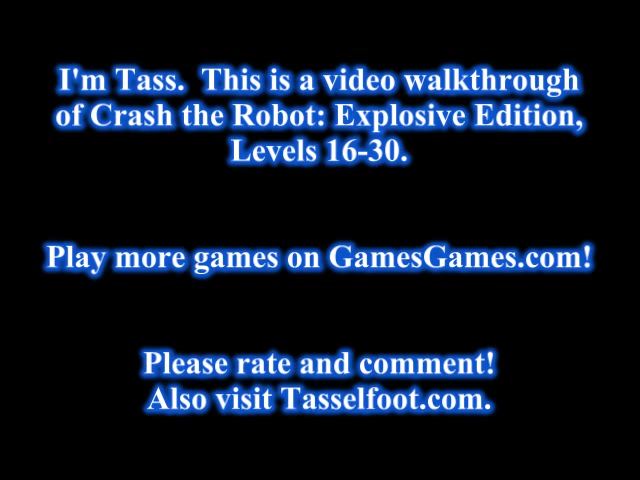 I'm Tass.  This is a video walkthrough
of Crash the Robot: Explosive Edition,
Levels 16-30.
Play more games on GamesGames.com!
Please rate and comment!
Also visit Tasselfoot.com.